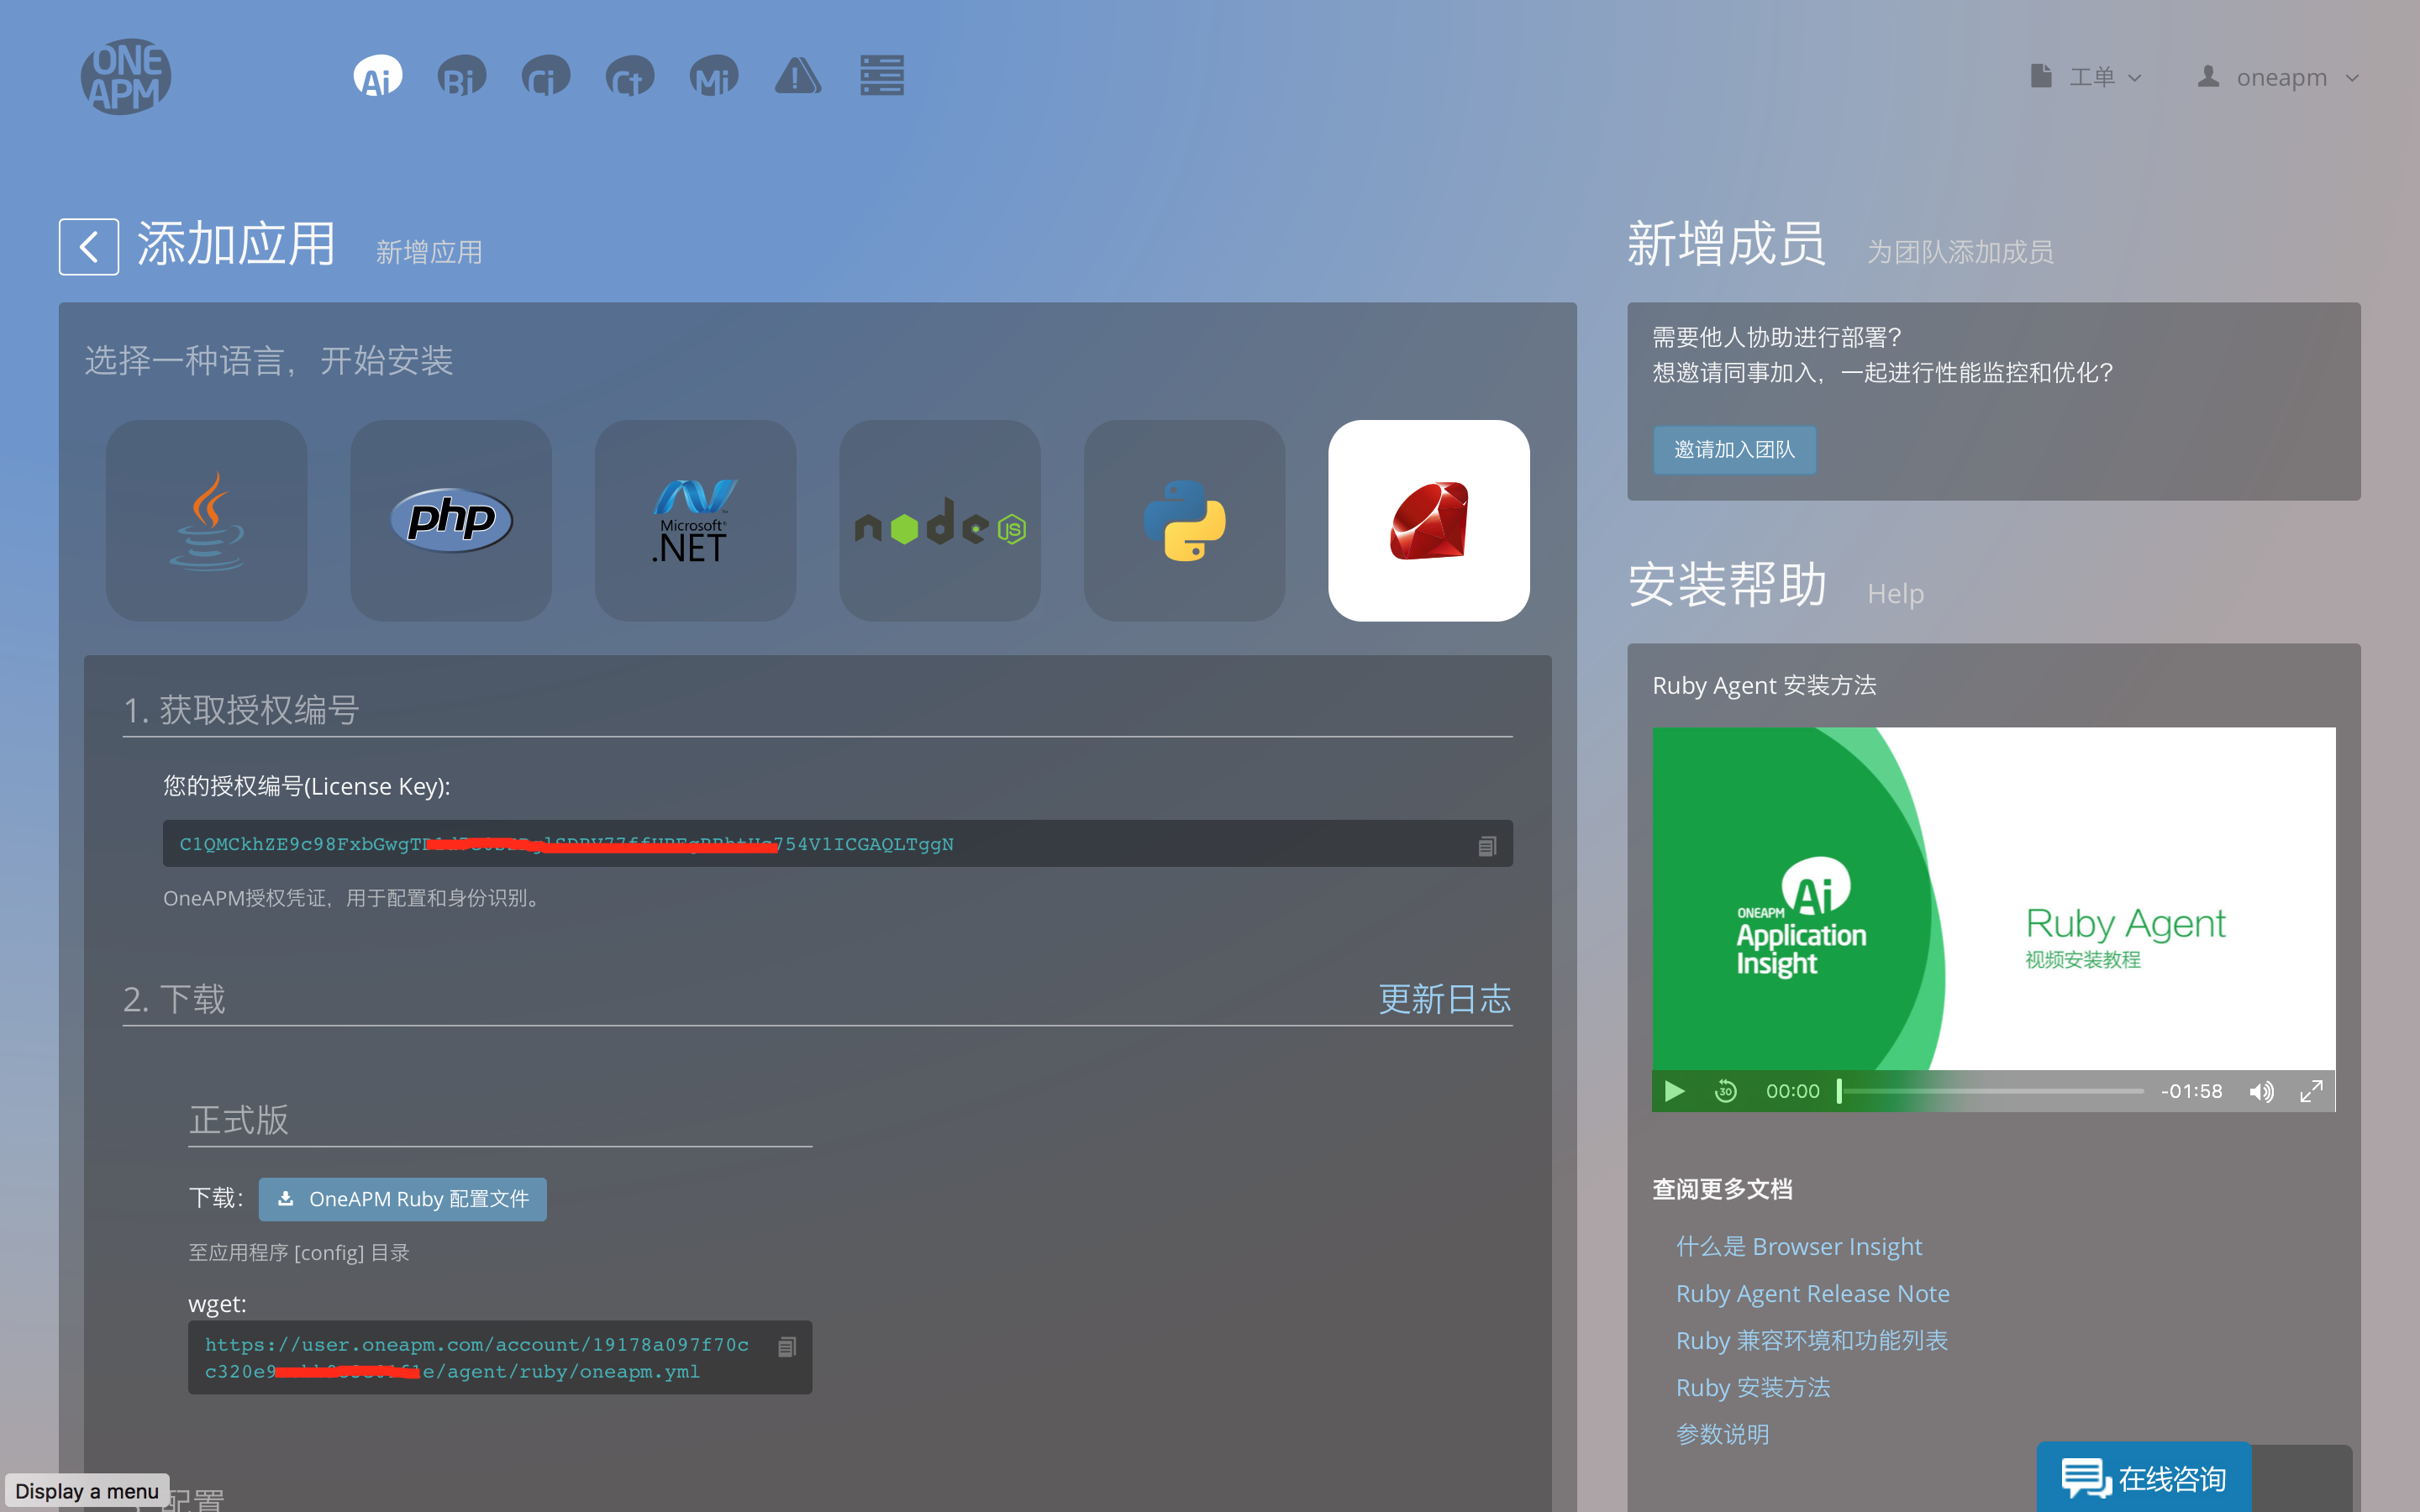 ONE
APM
Ai
Bi
Ci
Ct
Mi
工单
oneapm
添加应用
新增应用
选择一种语言，开始安装
php
Microsoft
.NET
node
JS
1. 获取授权编号
您的授权编号(License Key):
OneAPM授权凭证，用于配置和身份识别。
2. 下载
更新日志
正式版
下载：
OneAPM Ruby 配置文件
至应用程序 [config] 目录
wget:
https://user.oneapm.com/account/19178a097f70c
c320e9
e/agent/ruby/oneapm.yml
配置
Display a menu
新增成员
为团队添加成员
需要他人协助进行部署？
想邀请同事加入，一起进行性能监控和优化？
邀请加入团队
安装帮助
Help
Ruby Agent 安装方法
Ai
ONEAPM
Application
Insight
Ruby Agent
视频安装教程
30
00:00
-01:58
查阅更多文档
什么是 Browser Insight
Ruby Agent Release Note
Ruby 兼容环境和功能列表
Ruby 安装方法
参数说明
在线咨询